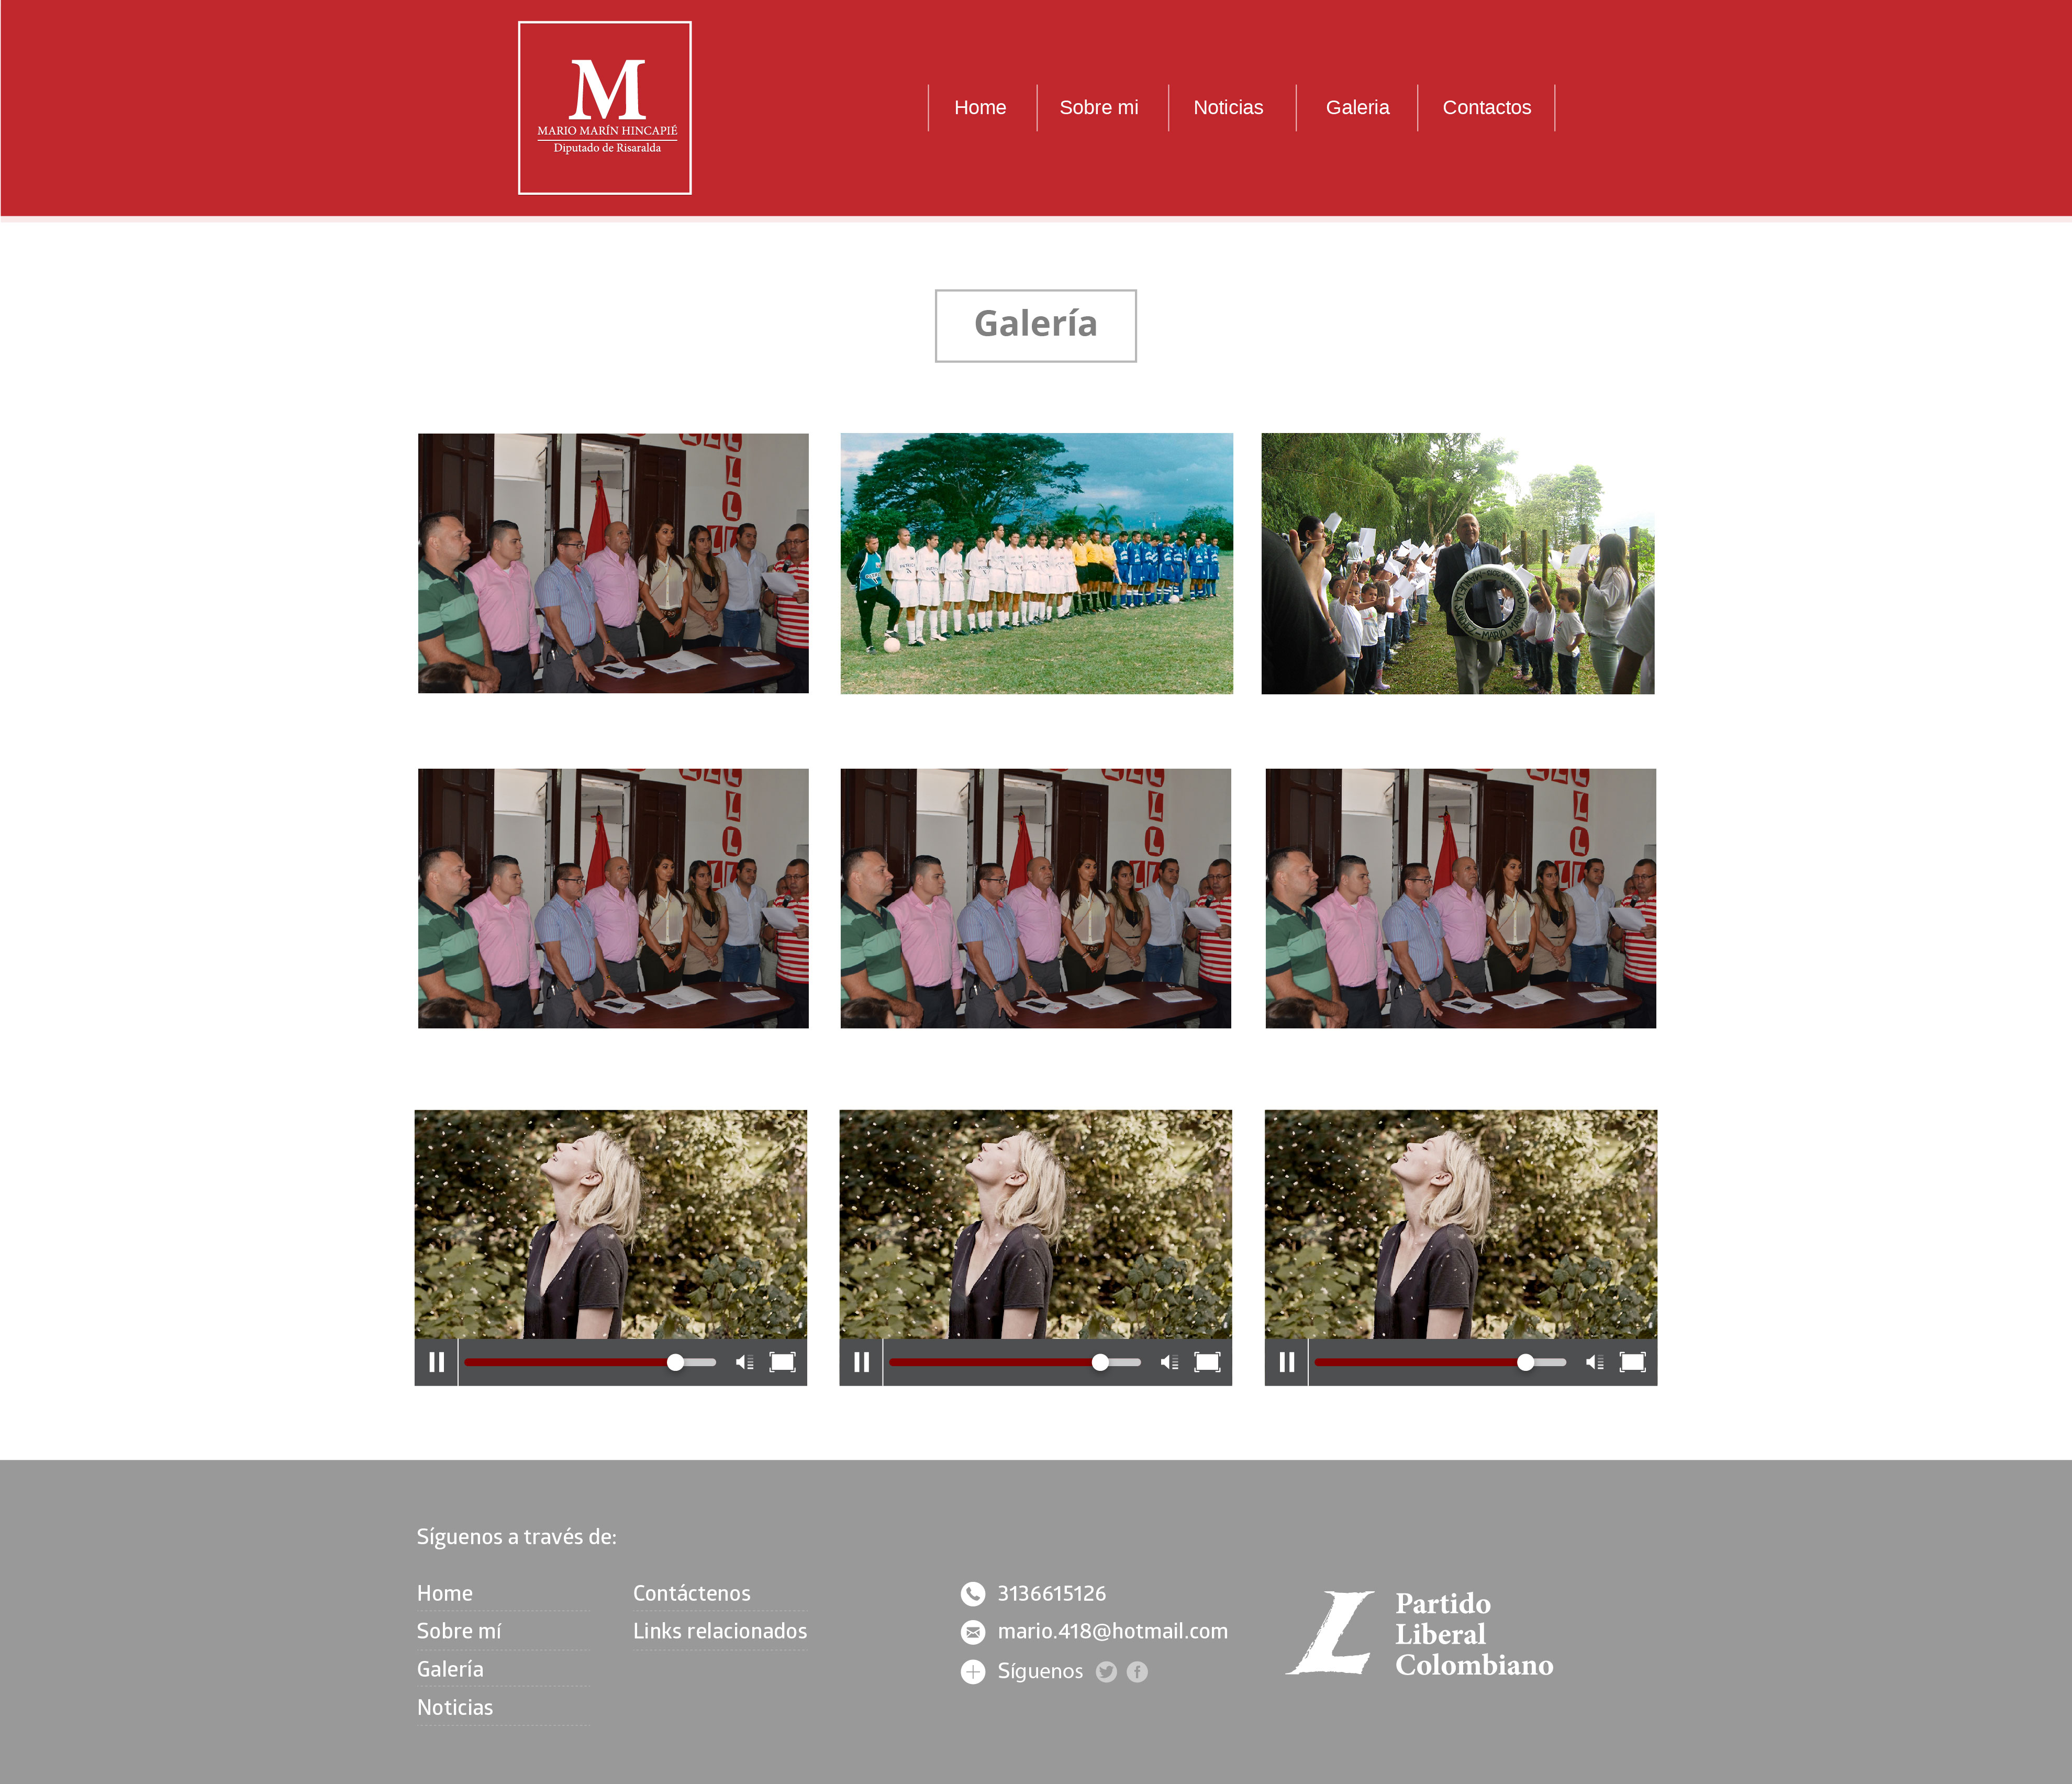 M
MARIO MARÍN HINCAPIÉ
Diputado de Risaralda
Home
Sobre mi
Noticias
Galeria
Contactos
Galería
Síguenos a través de:
Home
Sobre mí
Galería
Noticias
Contáctenos
Links relacionados
3136615126
mario.418@hotmail.com
Síguenos
L
Partido
Liberal
Colombiano